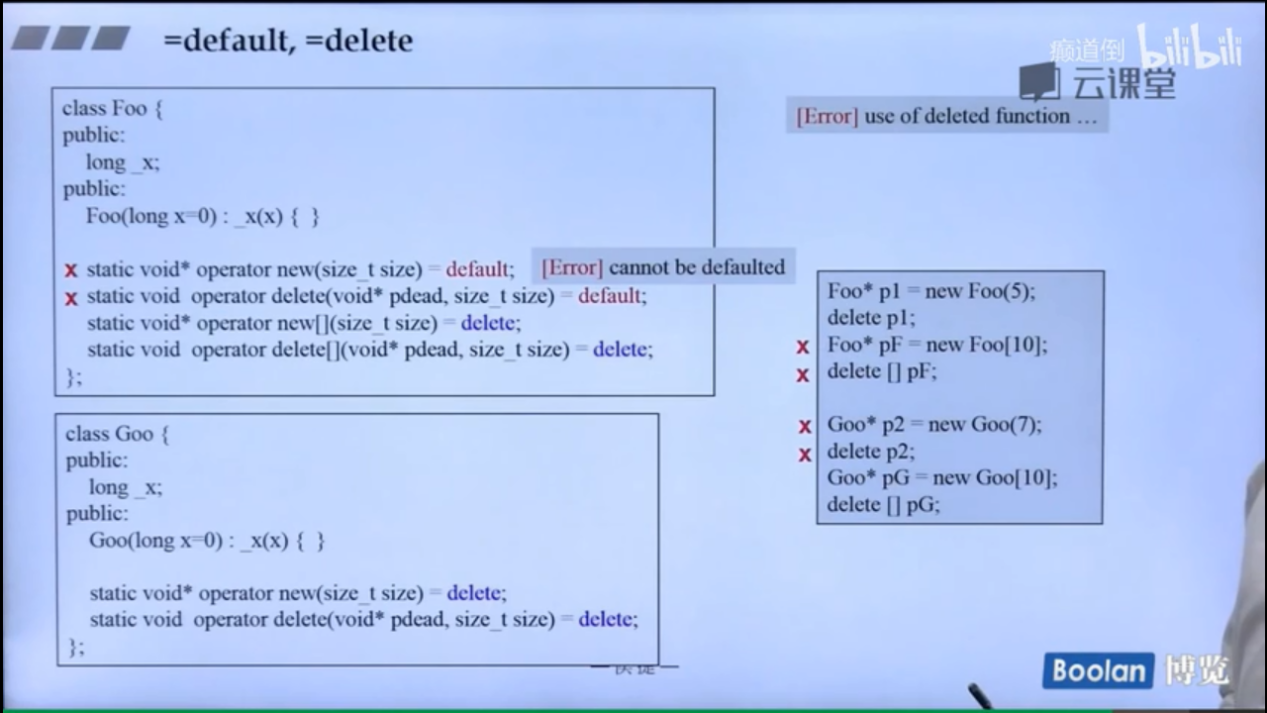 =default, =delete
癫道倒 bilibili
云课堂
class Foo {
public:
long _x;
public:
Foo(long x=0) : _x(x) { }
x static void* operator new(size_t size) = default; [Error] cannot be defaulted
x static void operator delete(void* pdead, size_t size) = default;
static void* operator new[](size_t size) = delete;
static void operator delete[](void* pdead, size_t size) = delete;
};
class Goo {
public:
long _x;
public:
Goo(long x=0) : _x(x) { }
static void* operator new(size_t size) = delete;
static void operator delete(void* pdead, size_t size) = delete;
};
[Error] use of deleted function ...
Foo* p1 = new Foo(5);
delete p1;
x Foo* pF = new Foo[10];
x delete [] pF;
x Goo* p2 = new Goo(7);
x delete p2;
Goo* pG = new Goo[10];
delete [] pG;
Boolan 博览